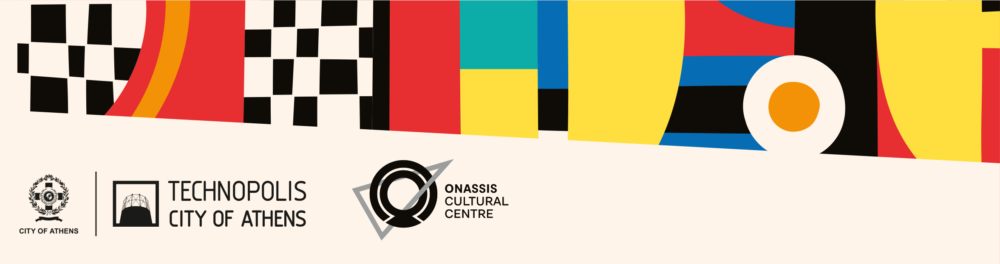 CITY OF ATHENS
TECHNOPOLIS
CITY OF ATHENS
ONASSIS
CULTURAL
CENTRE